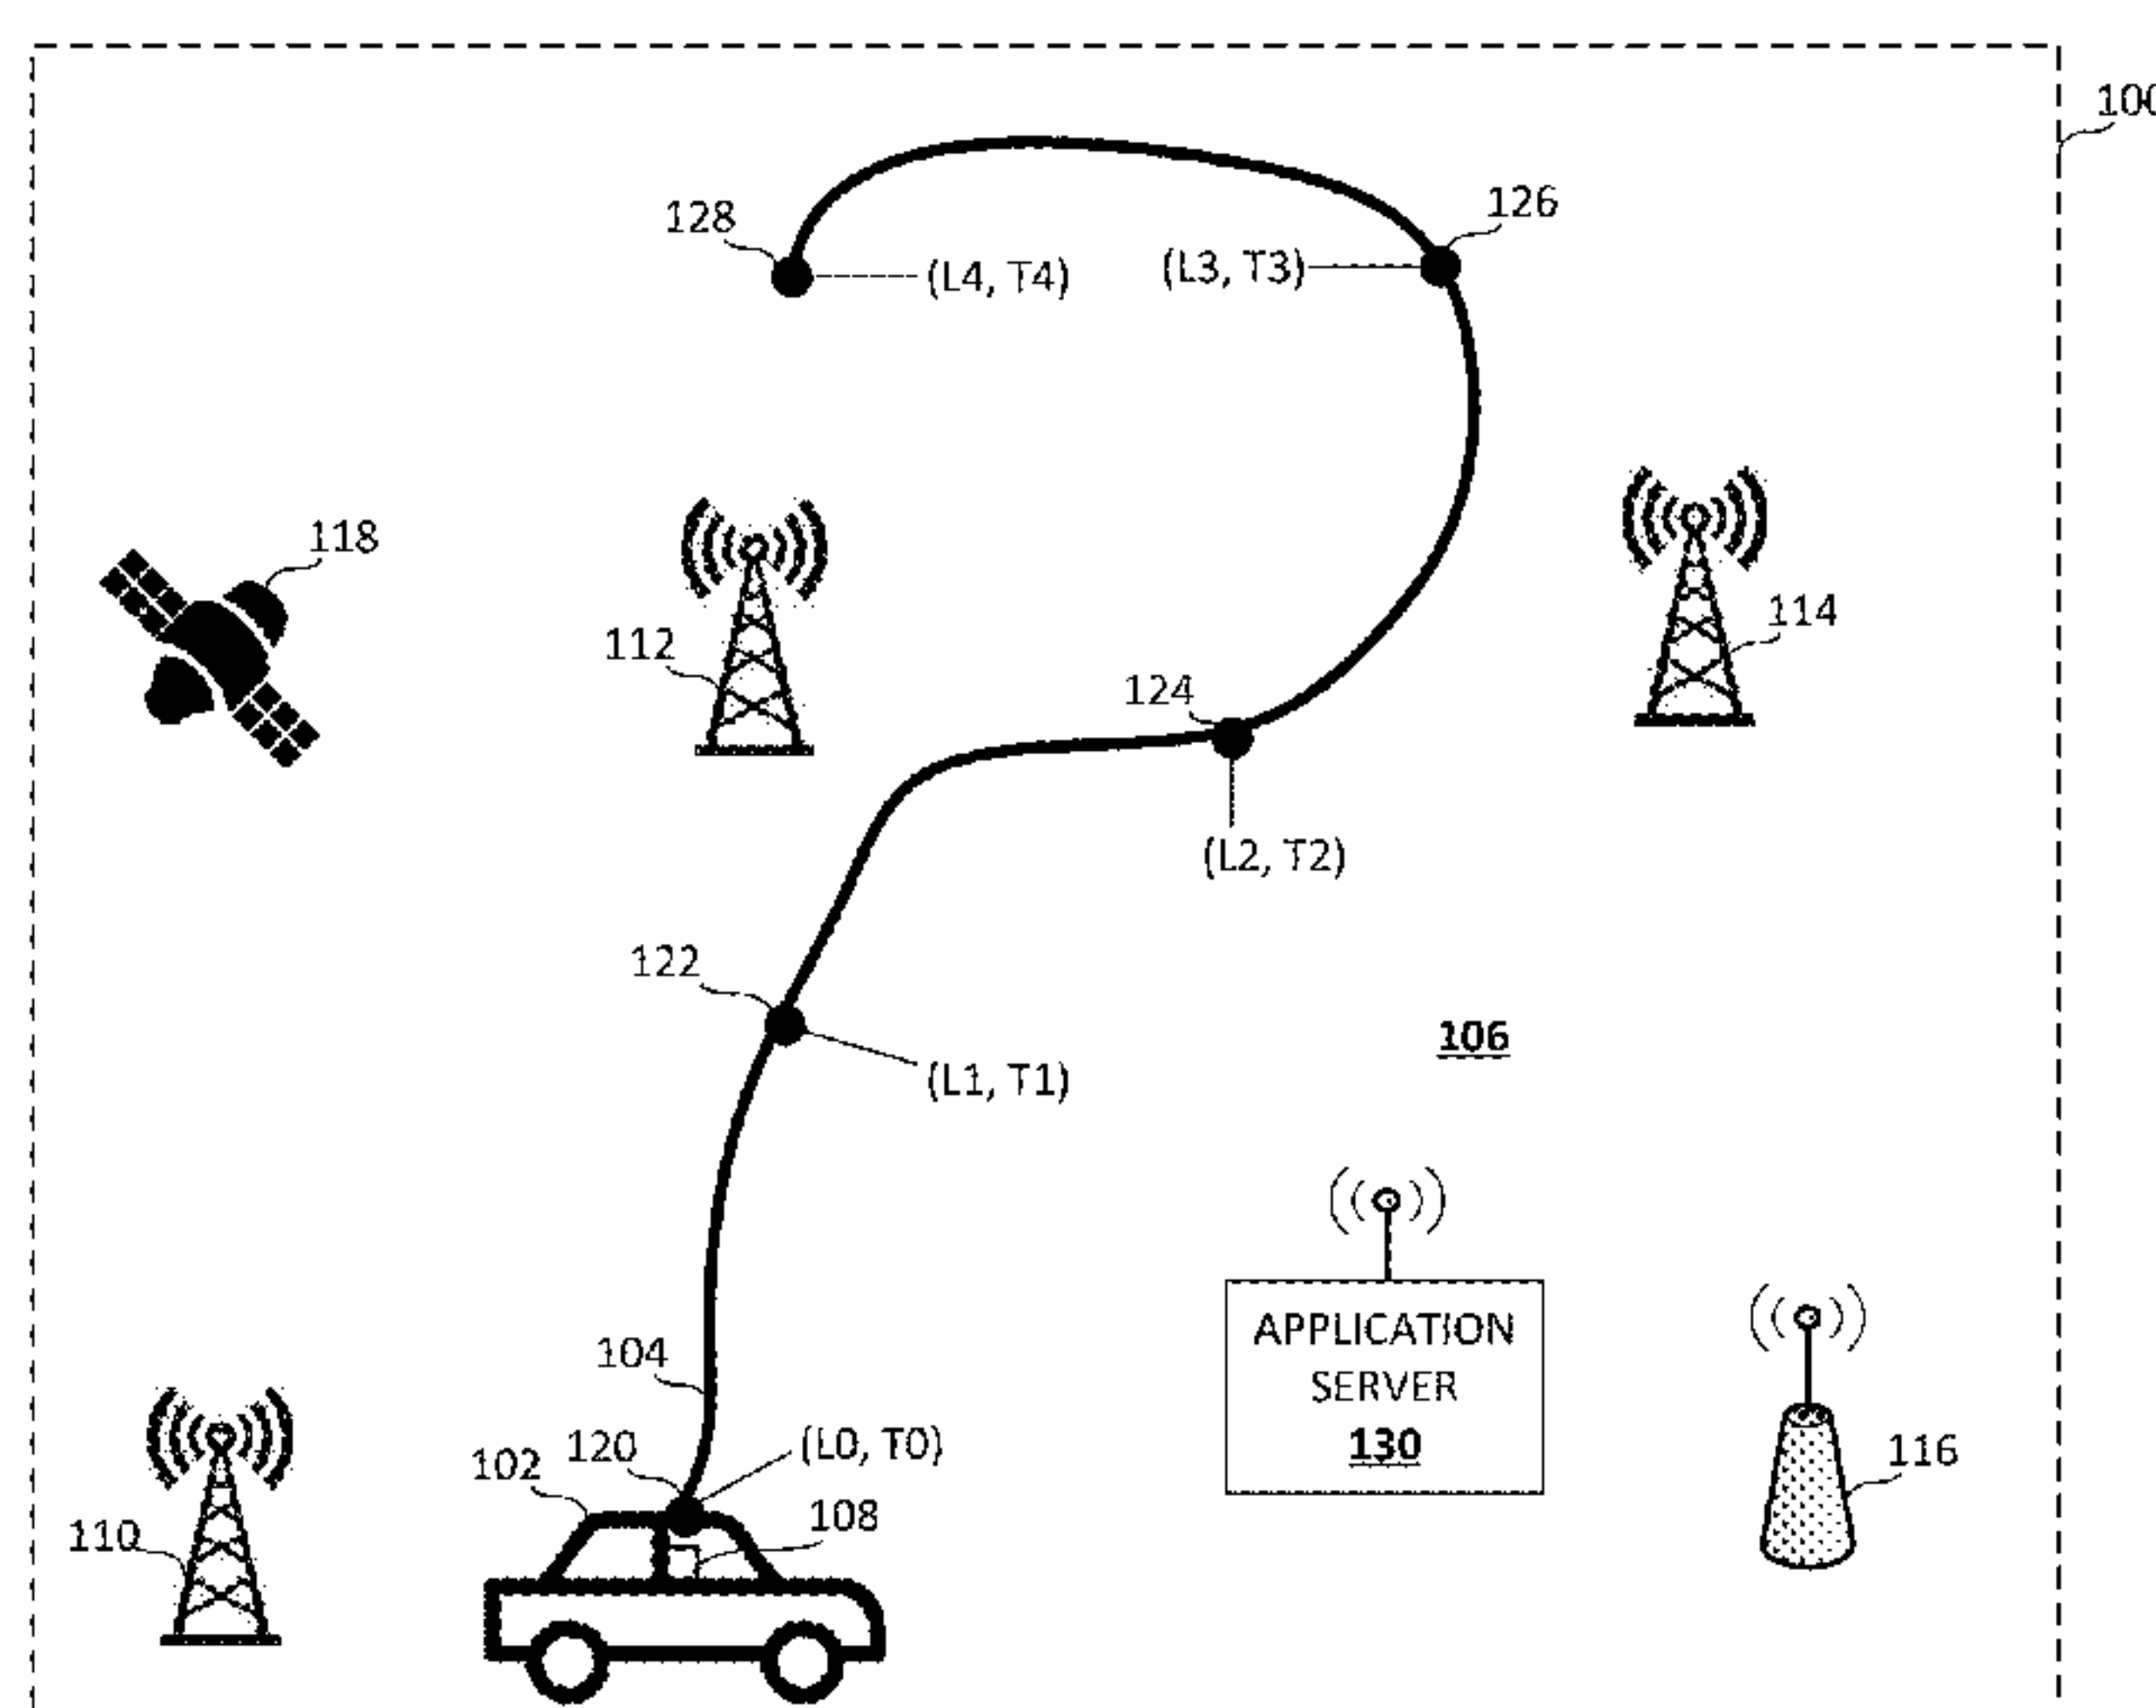 100
126
128
(L4, T4)
(L3, T3)
118
112
114
124
(L2, T2)
122
106
(L1, T1)
104
APPLICATION
SERVER
130
120
(L0, T0)
102
108
116
110